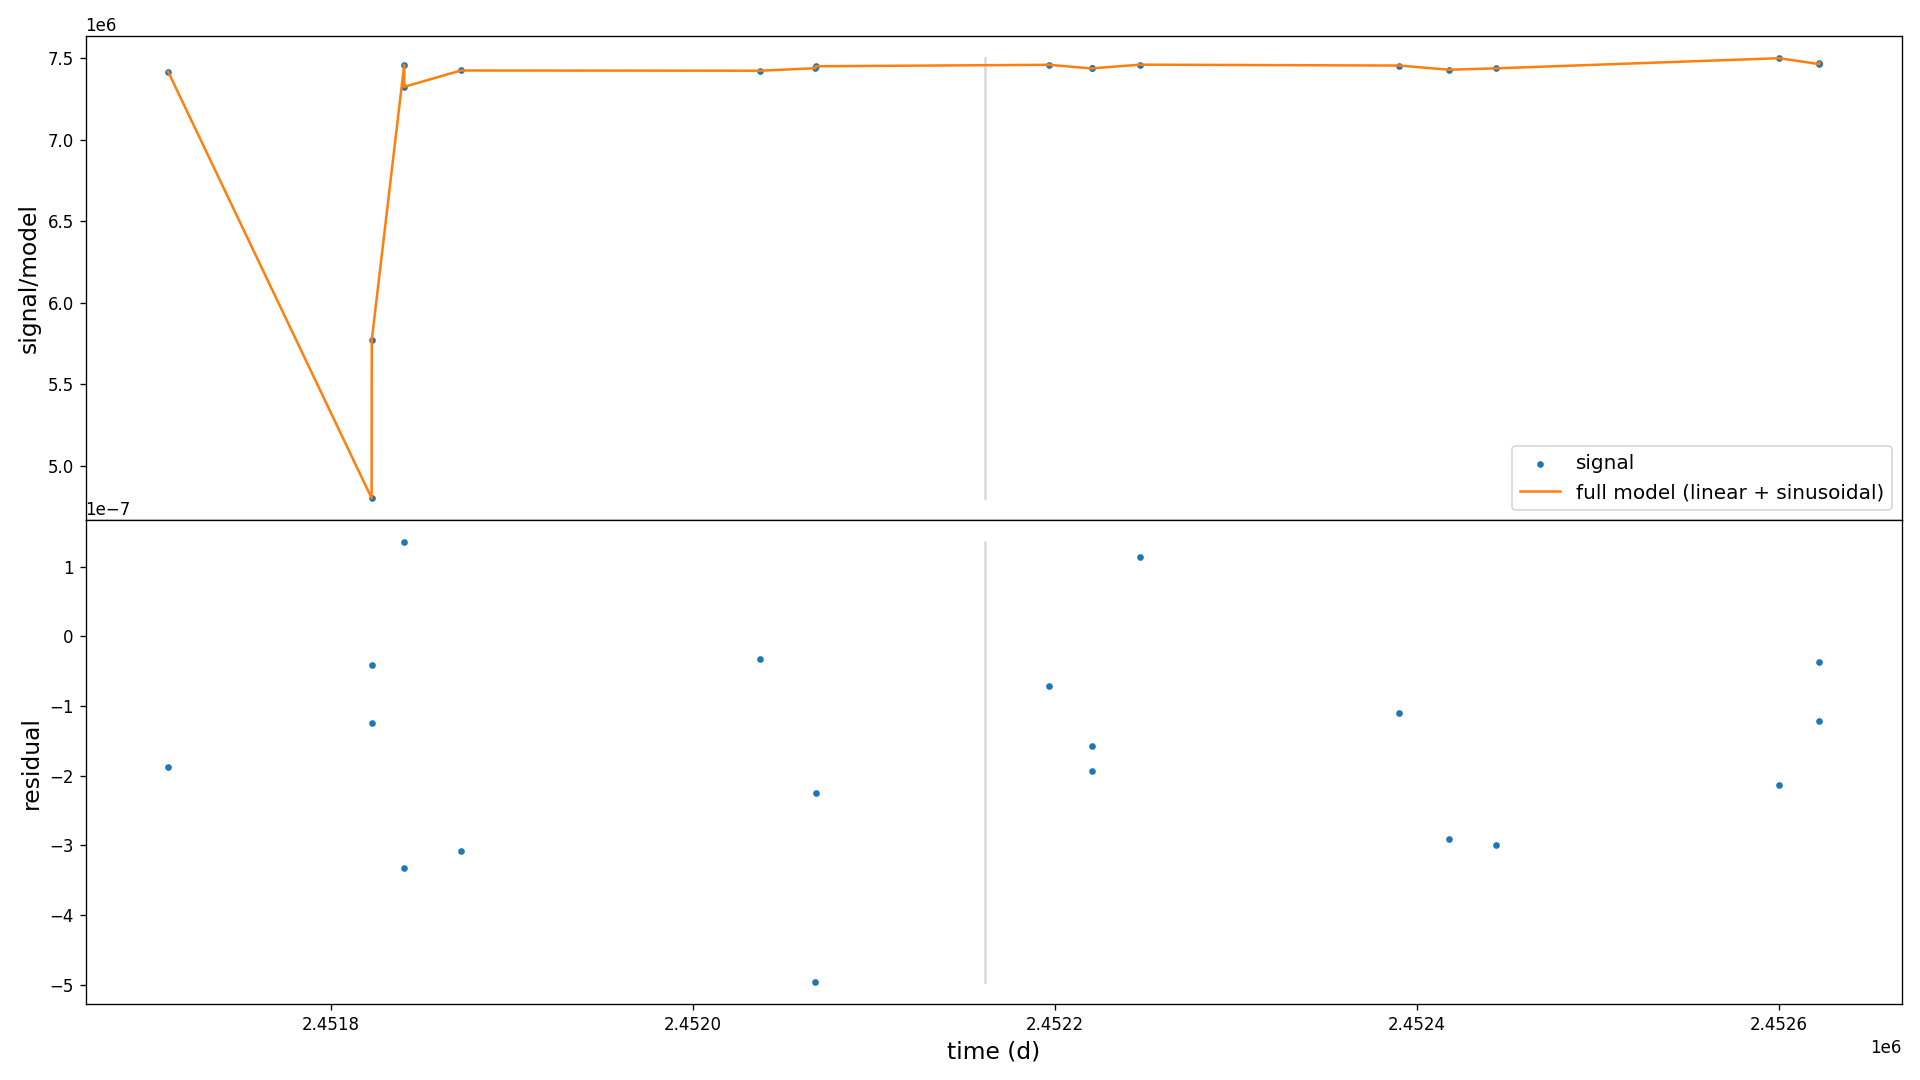 1e6
7.5
7.0
6.5
6.0
5.5
5.0
signal/model
signal
full model (linear + sinusoidal)
1e−7
1
0
−1
−2
−3
−4
−5
residual
2.4518
2.4520
2.4522
2.4524
2.4526
1e6
time (d)